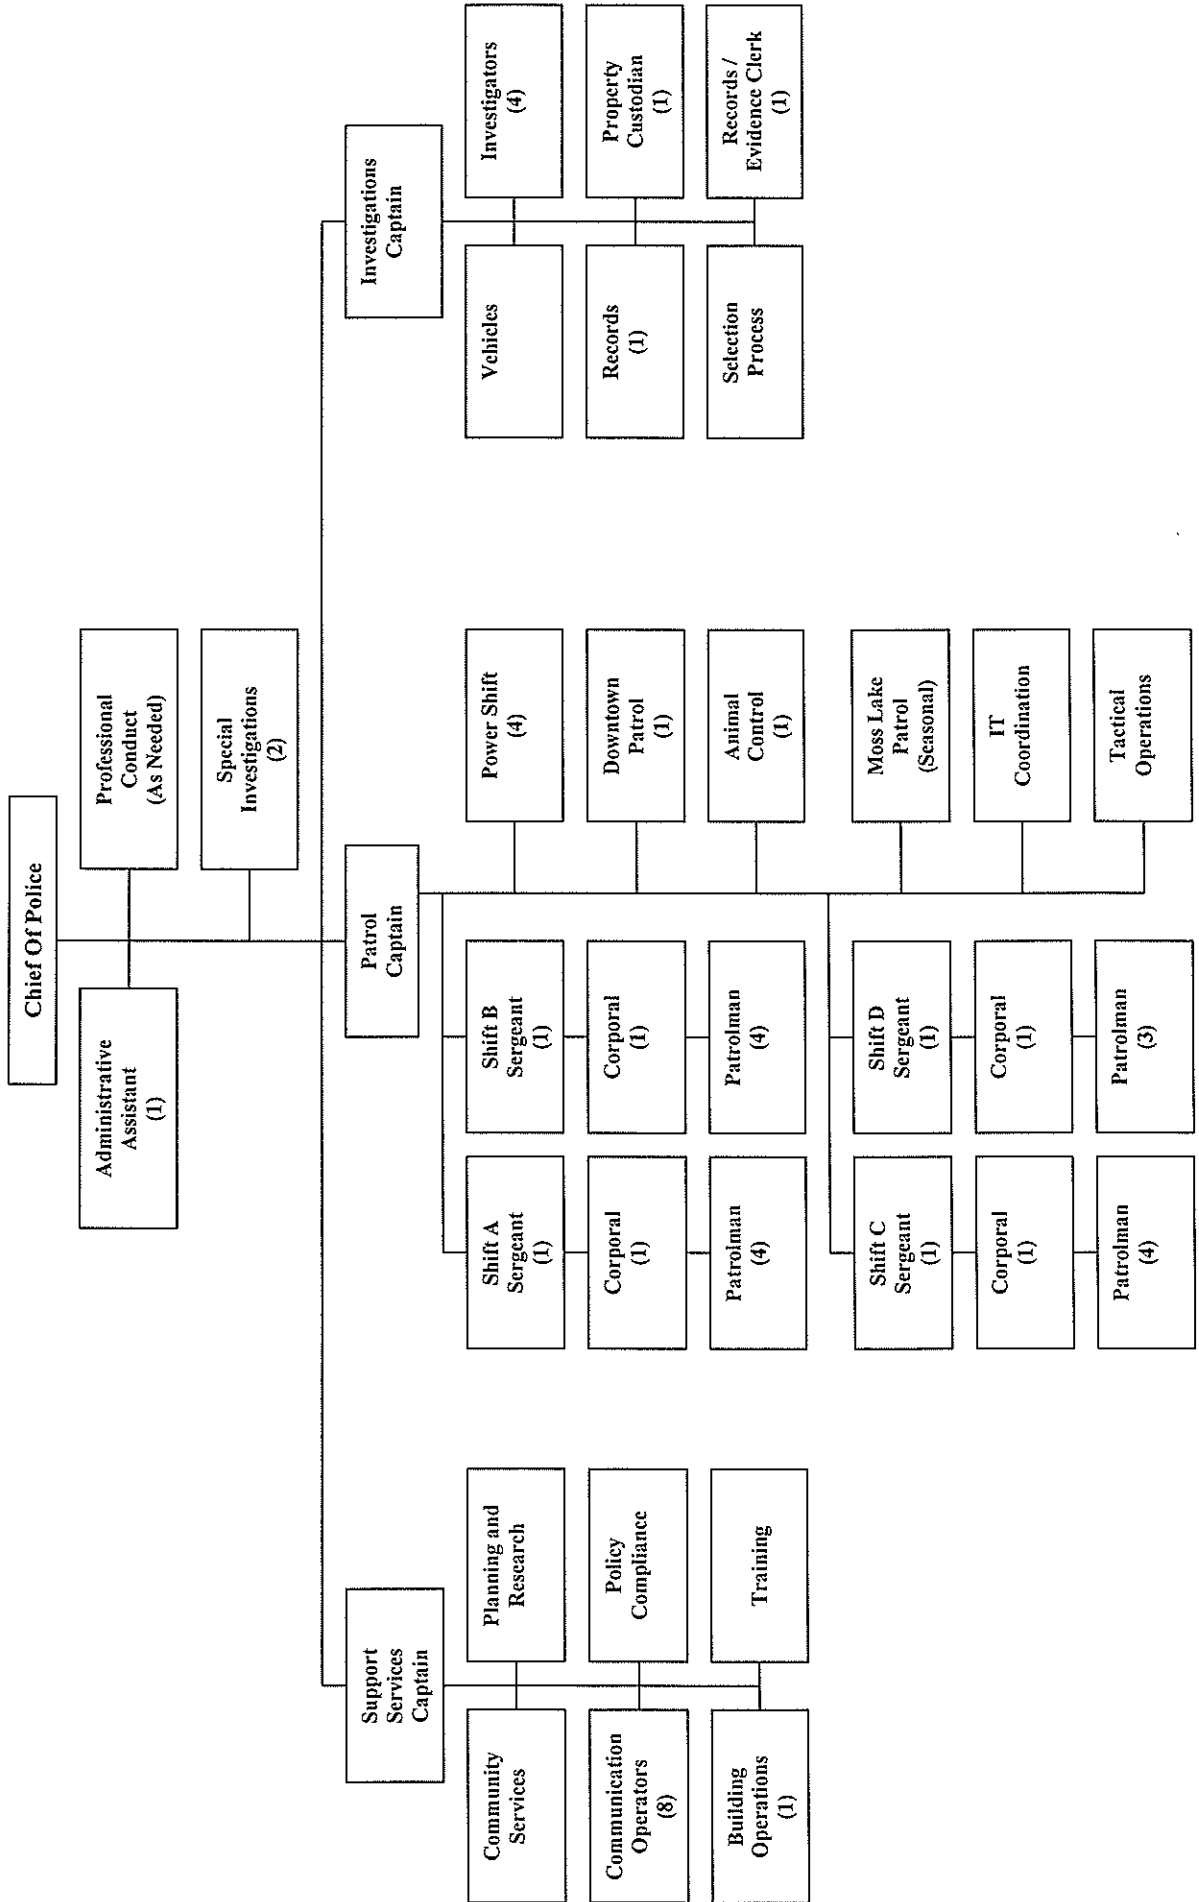 Chief Of Police
Administrative
Assistant
(1)
Professional
Conduct
(As Needed)
Special
Investigations
(2)
Support
Services
Captain
Community
Services
Planning and
Research
Communication
Operators
(8)
Policy
Compliance
Building
Operations
(1)
Training
Patrol
Captain
Shift A
Sergeant
(1)
Shift B
Sergeant
(1)
Power Shift
(4)
Corporal
(1)
Corporal
(1)
Downtown
Patrol
(1)
Patrolman
(4)
Patrolman
(4)
Animal
Control
(1)
Shift C
Sergeant
(1)
Shift D
Sergeant
(1)
Moss Lake
Patrol
(Seasonal)
Corporal
(1)
Corporal
(1)
IT
Coordination
Patrolman
(4)
Patrolman
(3)
Tactical
Operations
Investigations
Captain
Vehicles
Investigators
(4)
Records
(1)
Property
Custodian
(1)
Selection
Process
Records /
Evidence Clerk
(1)